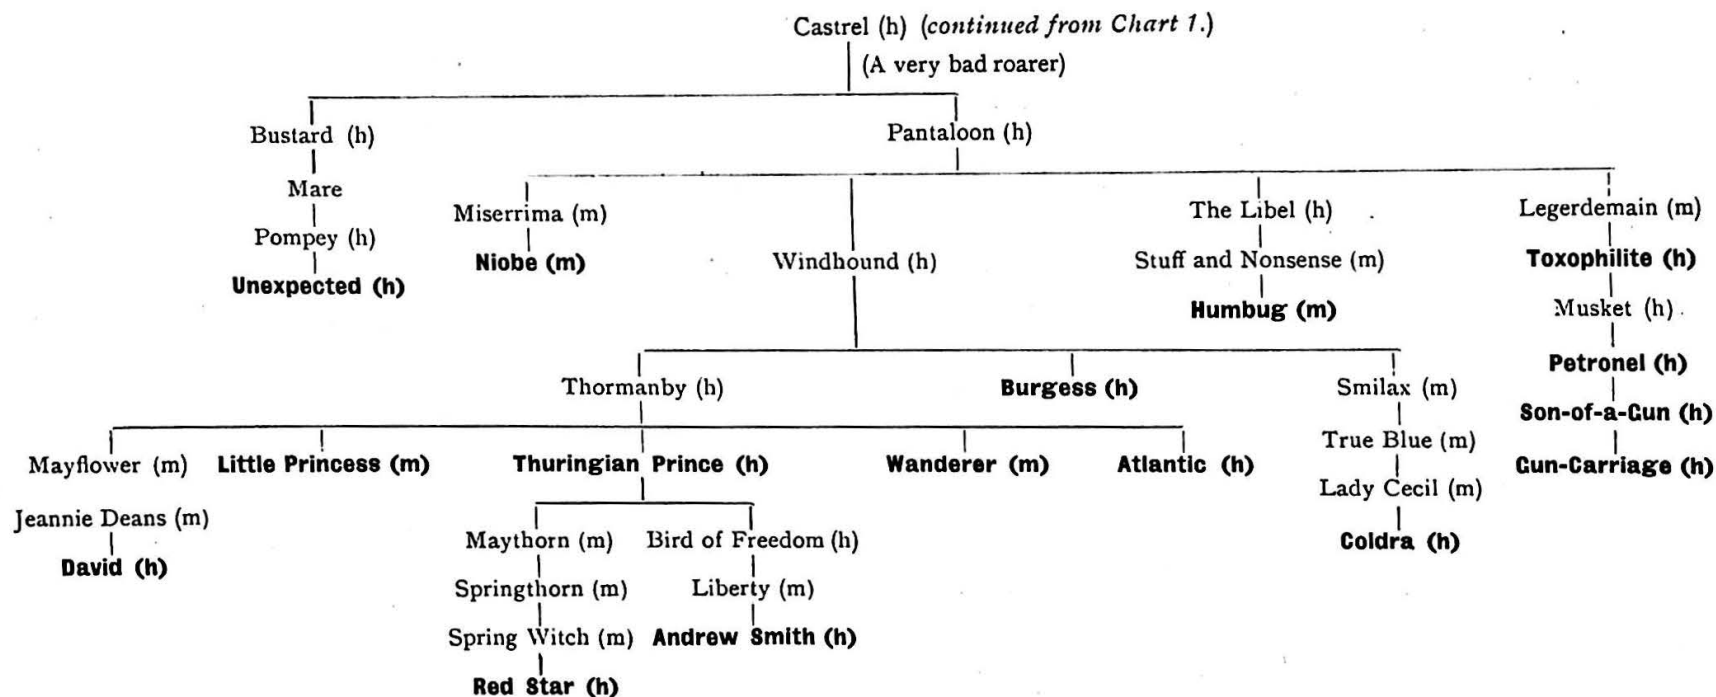 Castrel (h) (continued from Chart 1.)
(A very bad roarer)
Bustard (h)
Pantaloon (h)
Mare
Pompey (h)
Unexpected (h)
Miserrima (m)
Niobe (m)
Windhound (h)
The Libel (h)
Stuff and Nonsense (m)
Humbug (m)
Legerdemain (m)
Toxophilite (h)
Musket (h)
Petronel (h)
Son-of-a-Gun (h)
Gun-Carriage (h)
Thormanby (h)
Burgess (h)
Smilax (m)
True Blue (m)
Lady Cecil (m)
Coldra (h)
Mayflower (m)
Jeannie Deans (m)
David (h)
Little Princess (m)
Thuringian Prince (h)
Wanderer (m)
Atlantic (h)
Maythorn (m)
Springthorn (m)
Spring Witch (m)
Red Star (h)
Bird of Freedom (h)
Liberty (m)
Andrew Smith (h)